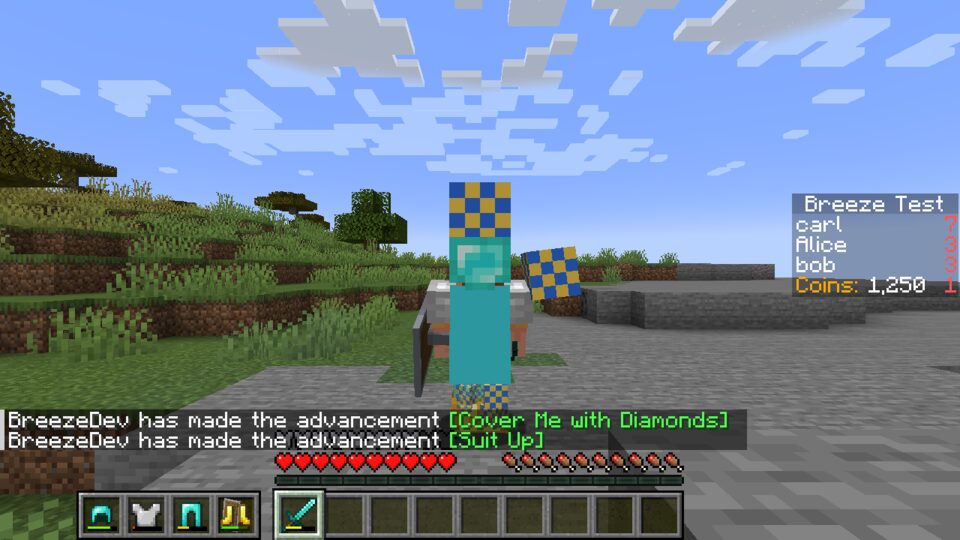 Breeze Test
carl 7
Alice 3
bob 3
Coins: 1,250 1
BreezeDev has made the advancement [Cover Me with Diamonds]
BreezeDev has made the advancement [Suit Up]